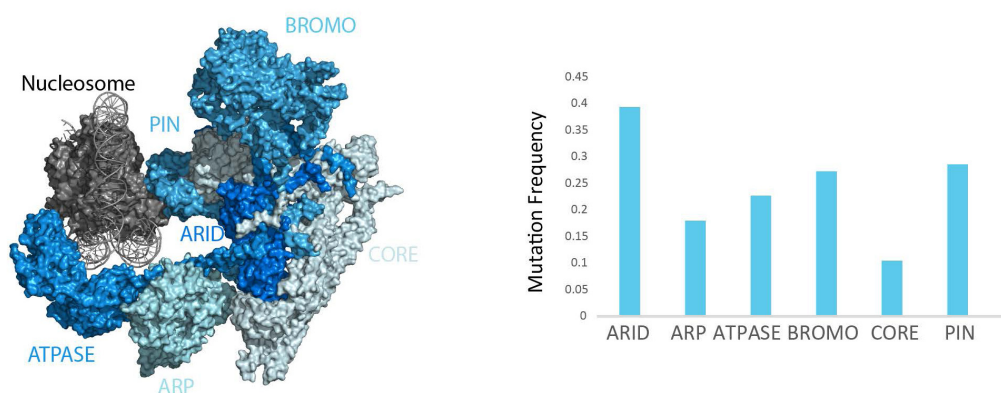 BROMO
Nucleosome
PIN
ARID
CORE
ATPASE
ARP
Mutation Frequency
0.45
0.4
0.35
0.3
0.25
0.2
0.15
0.1
0.05
0
ARID ARP ATPASE BROMO CORE PIN